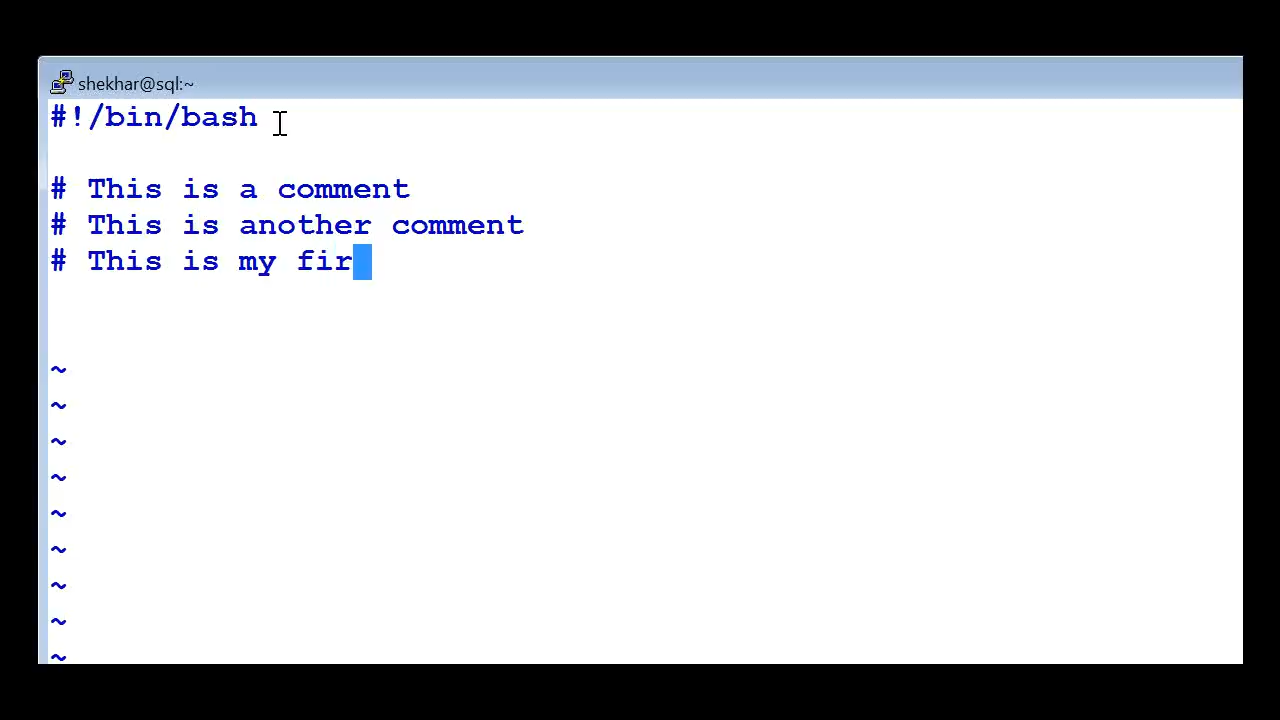 shekhar@sql:~
#!/bin/bash
# This is a comment
# This is another comment
# This is my fir
~
~
~
~
~
~
~
~
~